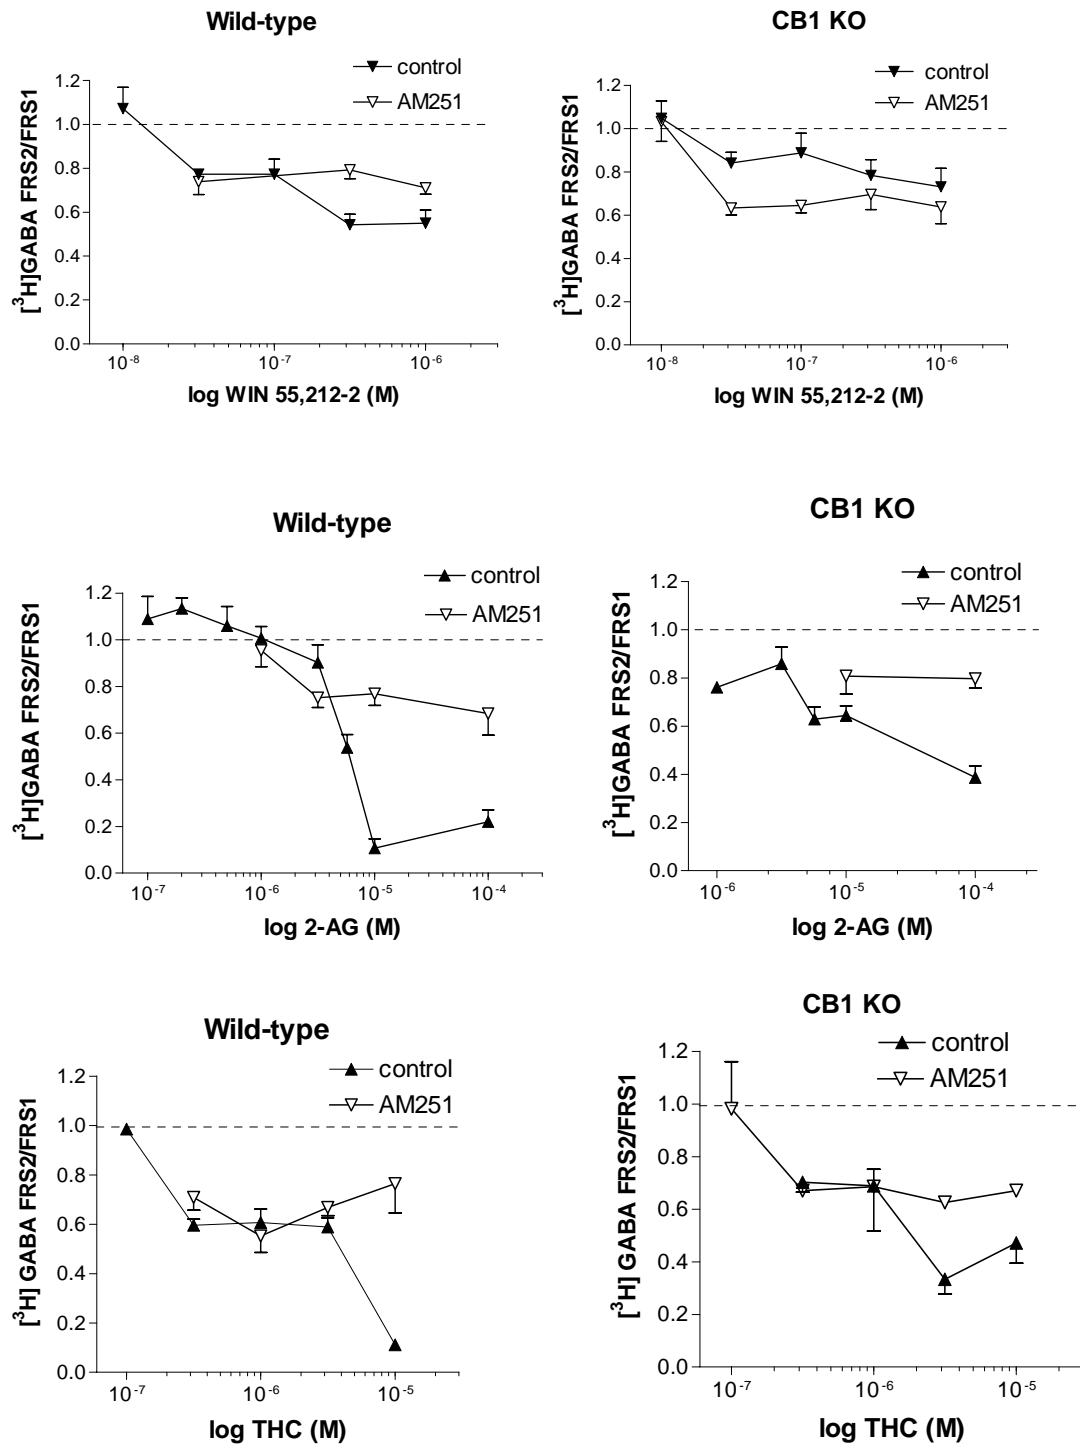 Wild-type
control
AM251
[³H]GABA FRS2/FRS1
1.2
1.0
0.8
0.6
0.4
0.2
0.0
10⁻⁸
10⁻⁷
10⁻⁶
log WIN 55,212-2 (M)
CB1 KO
control
AM251
[³H]GABA FRS2/FRS1
1.2
1.0
0.8
0.6
0.4
0.2
0.0
10⁻⁸
10⁻⁷
10⁻⁶
log WIN 55,212-2 (M)
Wild-type
control
AM251
[³H]GABA FRS2/FRS1
1.2
1.0
0.8
0.6
0.4
0.2
0.0
10⁻⁷
10⁻⁶
10⁻⁵
10⁻⁴
log 2-AG (M)
CB1 KO
control
AM251
[³H]GABA FRS2/FRS1
1.2
1.0
0.8
0.6
0.4
0.2
0.0
10⁻⁶
10⁻⁵
10⁻⁴
log 2-AG (M)
Wild-type
control
AM251
[³H] GABA FRS2/FRS1
1.2
1.0
0.8
0.6
0.4
0.2
0.0
10⁻⁷
10⁻⁶
10⁻⁵
log THC (M)
CB1 KO
control
AM251
[³H] GABA FRS2/FRS1
1.2
1.0
0.8
0.6
0.4
0.2
0.0
10⁻⁷
10⁻⁶
10⁻⁵
log THC (M)